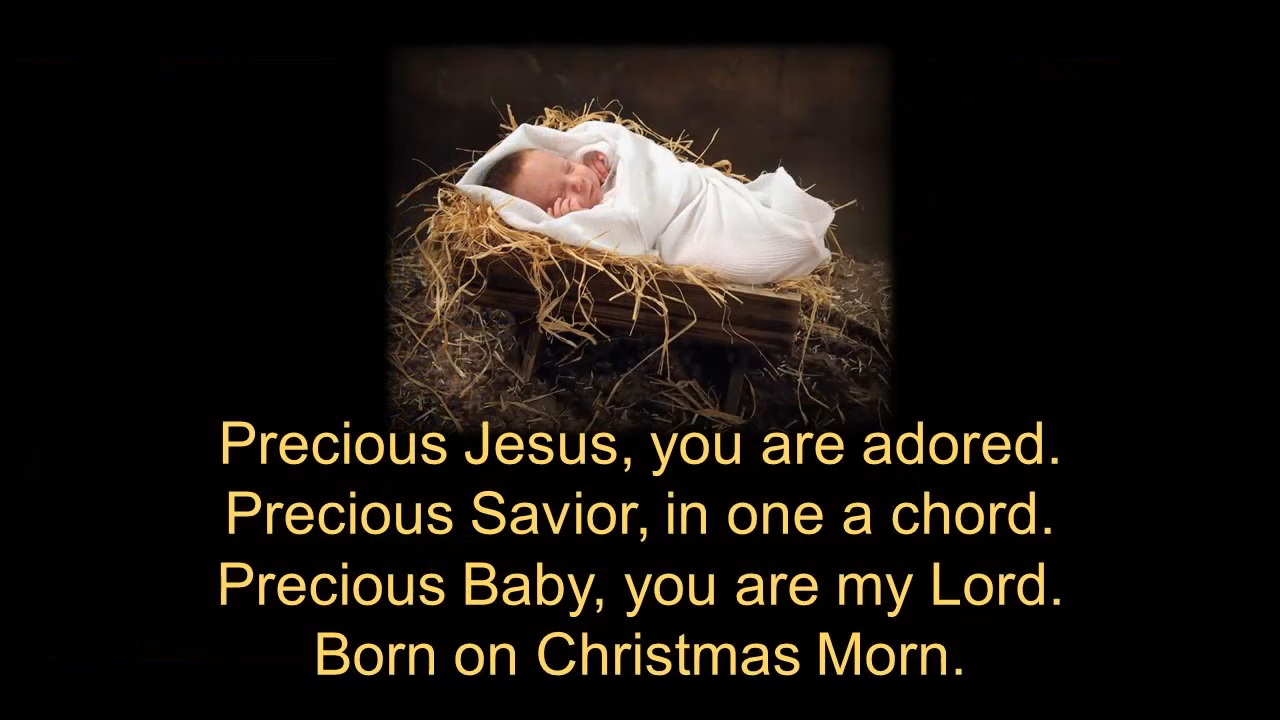 Precious Jesus, you are adored.
Precious Savior, in one a chord.
Precious Baby, you are my Lord.
Born on Christmas Morn.